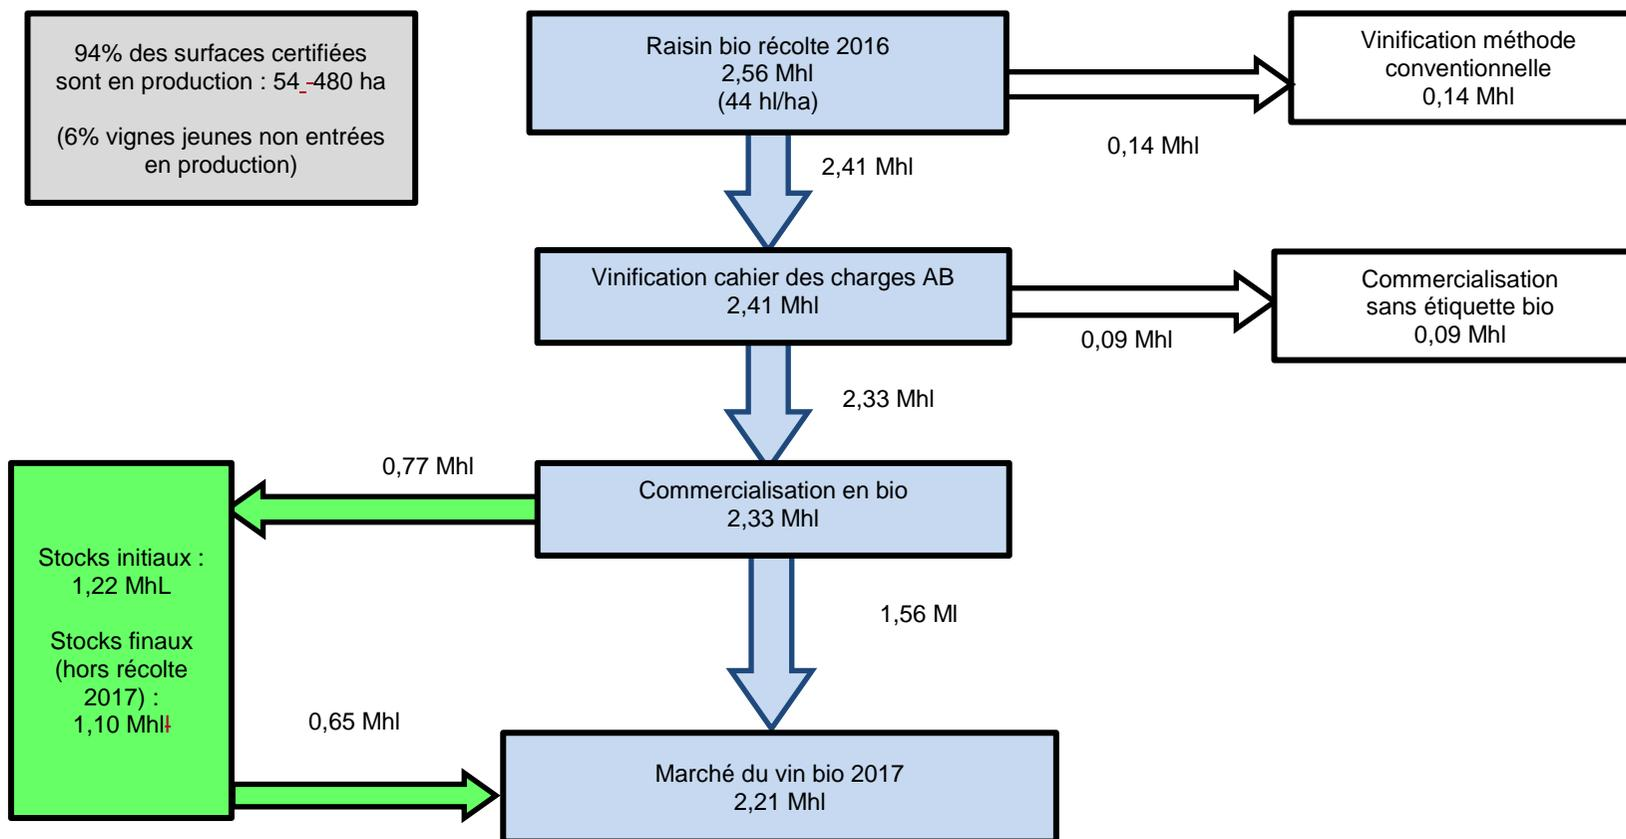 94% des surfaces certifiées
sont en production : 54 -480 ha
(6% vignes jeunes non entrées
en production)
Raisin bio récolte 2016
2,56 Mhl
(44 hl/ha)
Vinification méthode
conventionnelle
0,14 Mhl
0,14 Mhl
2,41 Mhl
Vinification cahier des charges AB
2,41 Mhl
Commercialisation
sans étiquette bio
0,09 Mhl
0,09 Mhl
2,33 Mhl
0,77 Mhl
Commercialisation en bio
2,33 Mhl
Stocks initiaux :
1,22 MhL
Stocks finaux
(hors récolte
2017) :
1,10 Mhll
1,56 Ml
0,65 Mhl
Marché du vin bio 2017
2,21 Mhl